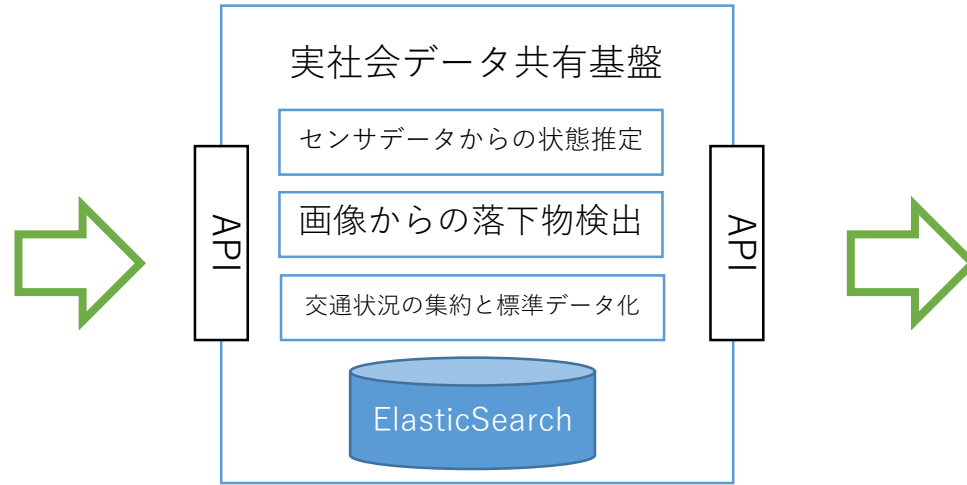 実社会データ共有基盤
センサデータからの状態推定
API
画像からの落下物検出
API
交通状況の集約と標準データ化
ElasticSearch